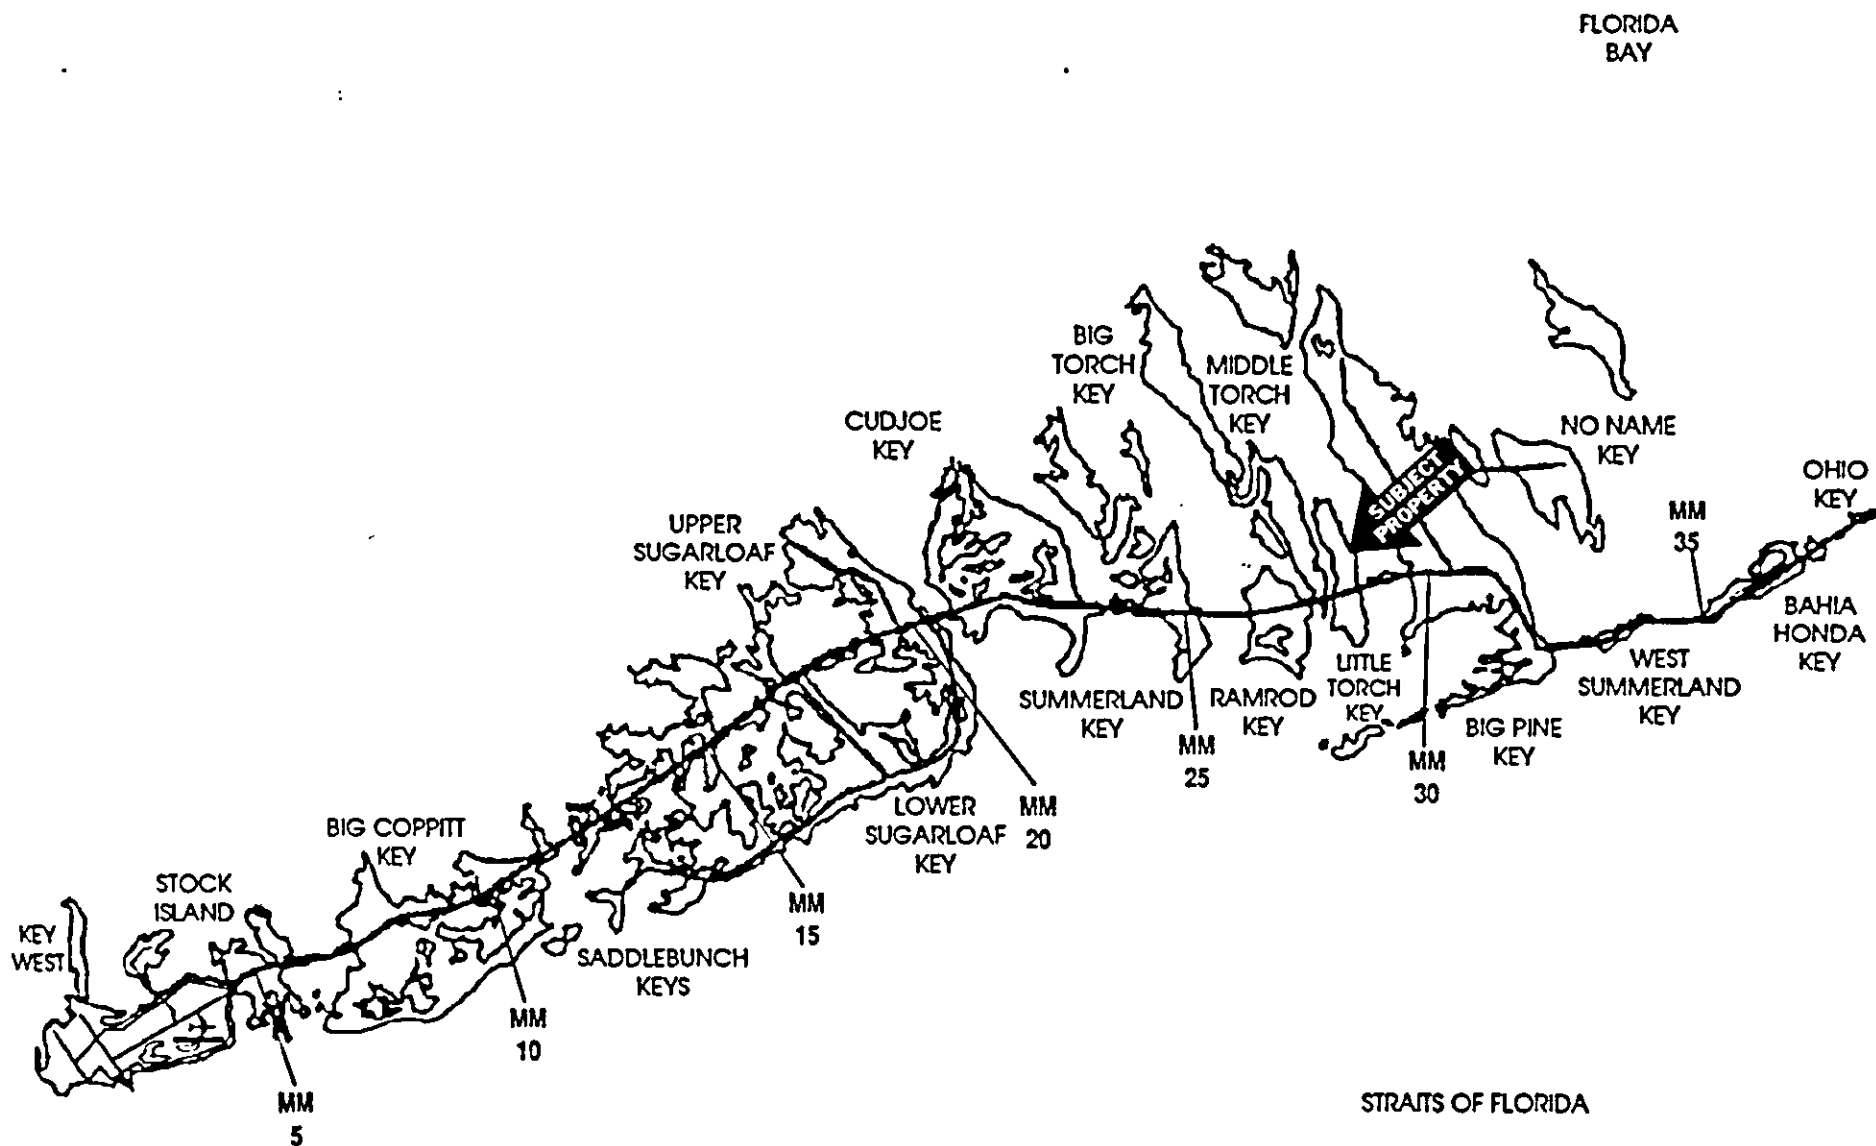 FLORIDA
BAY
BIG
TORCH
KEY
MIDDLE
TORCH
KEY
CUDJOE
KEY
NO NAME
KEY
SUBJECT
PROPERTY
OHIO
KEY
UPPER
SUGARLOAF
KEY
MM
35
BAHIA
HONDA
KEY
WEST
SUMMERLAND
KEY
LITTLE
TORCH
KEY
SUMMERLAND
KEY
RAMROD
KEY
BIG PINE
KEY
MM
25
MM
30
LOWER
SUGARLOAF
KEY
MM
20
BIG COPPITT
KEY
STOCK
ISLAND
MM
15
KEY
WEST
SADDLEBUNCH
KEYS
MM
10
MM
5
STRAITS OF FLORIDA